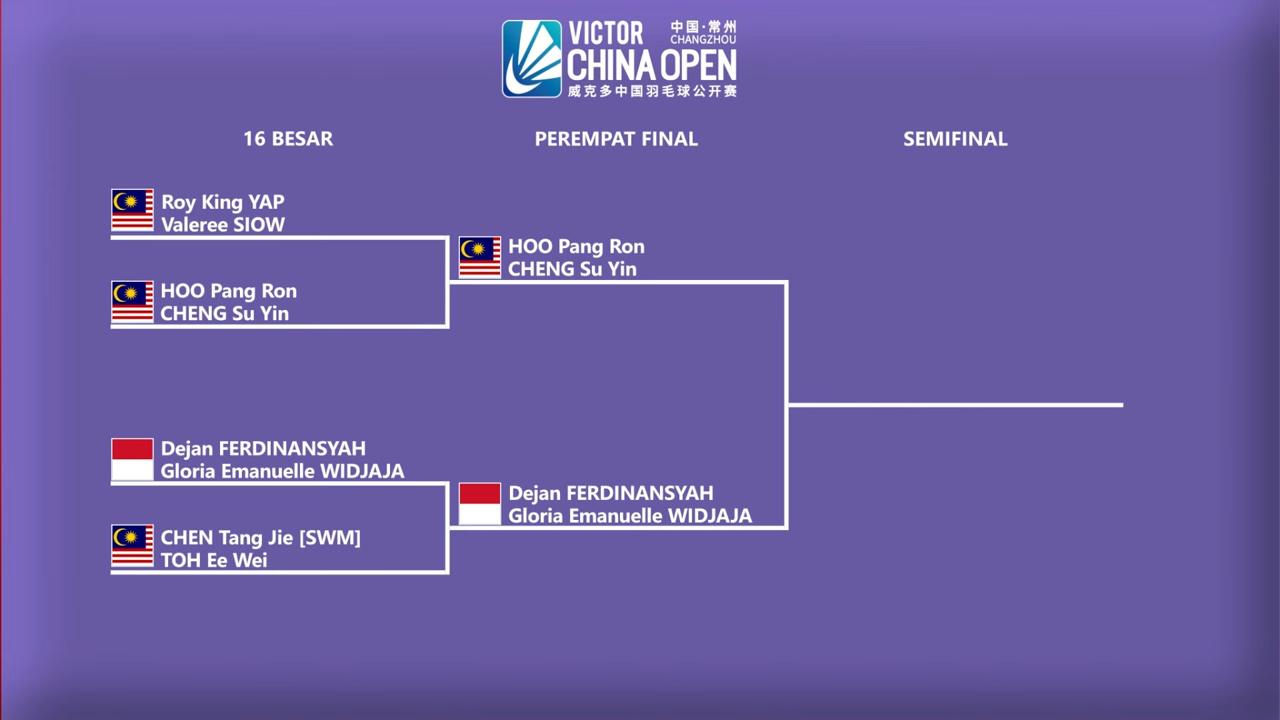 VICTOR 中国·常州
CHANGZHOU
CHINA OPEN
威克多中国羽毛球公开赛
16 BESAR
PEREMPAT FINAL
SEMIFINAL
Roy King YAP
Valeree SIOW
HOO Pang Ron
CHENG Su Yin
HOO Pang Ron
CHENG Su Yin
Dejan FERDINANSYAH
Gloria Emanuelle WIDJAJA
Dejan FERDINANSYAH
Gloria Emanuelle WIDJAJA
CHEN Tang Jie [SWM]
TOH Ee Wei